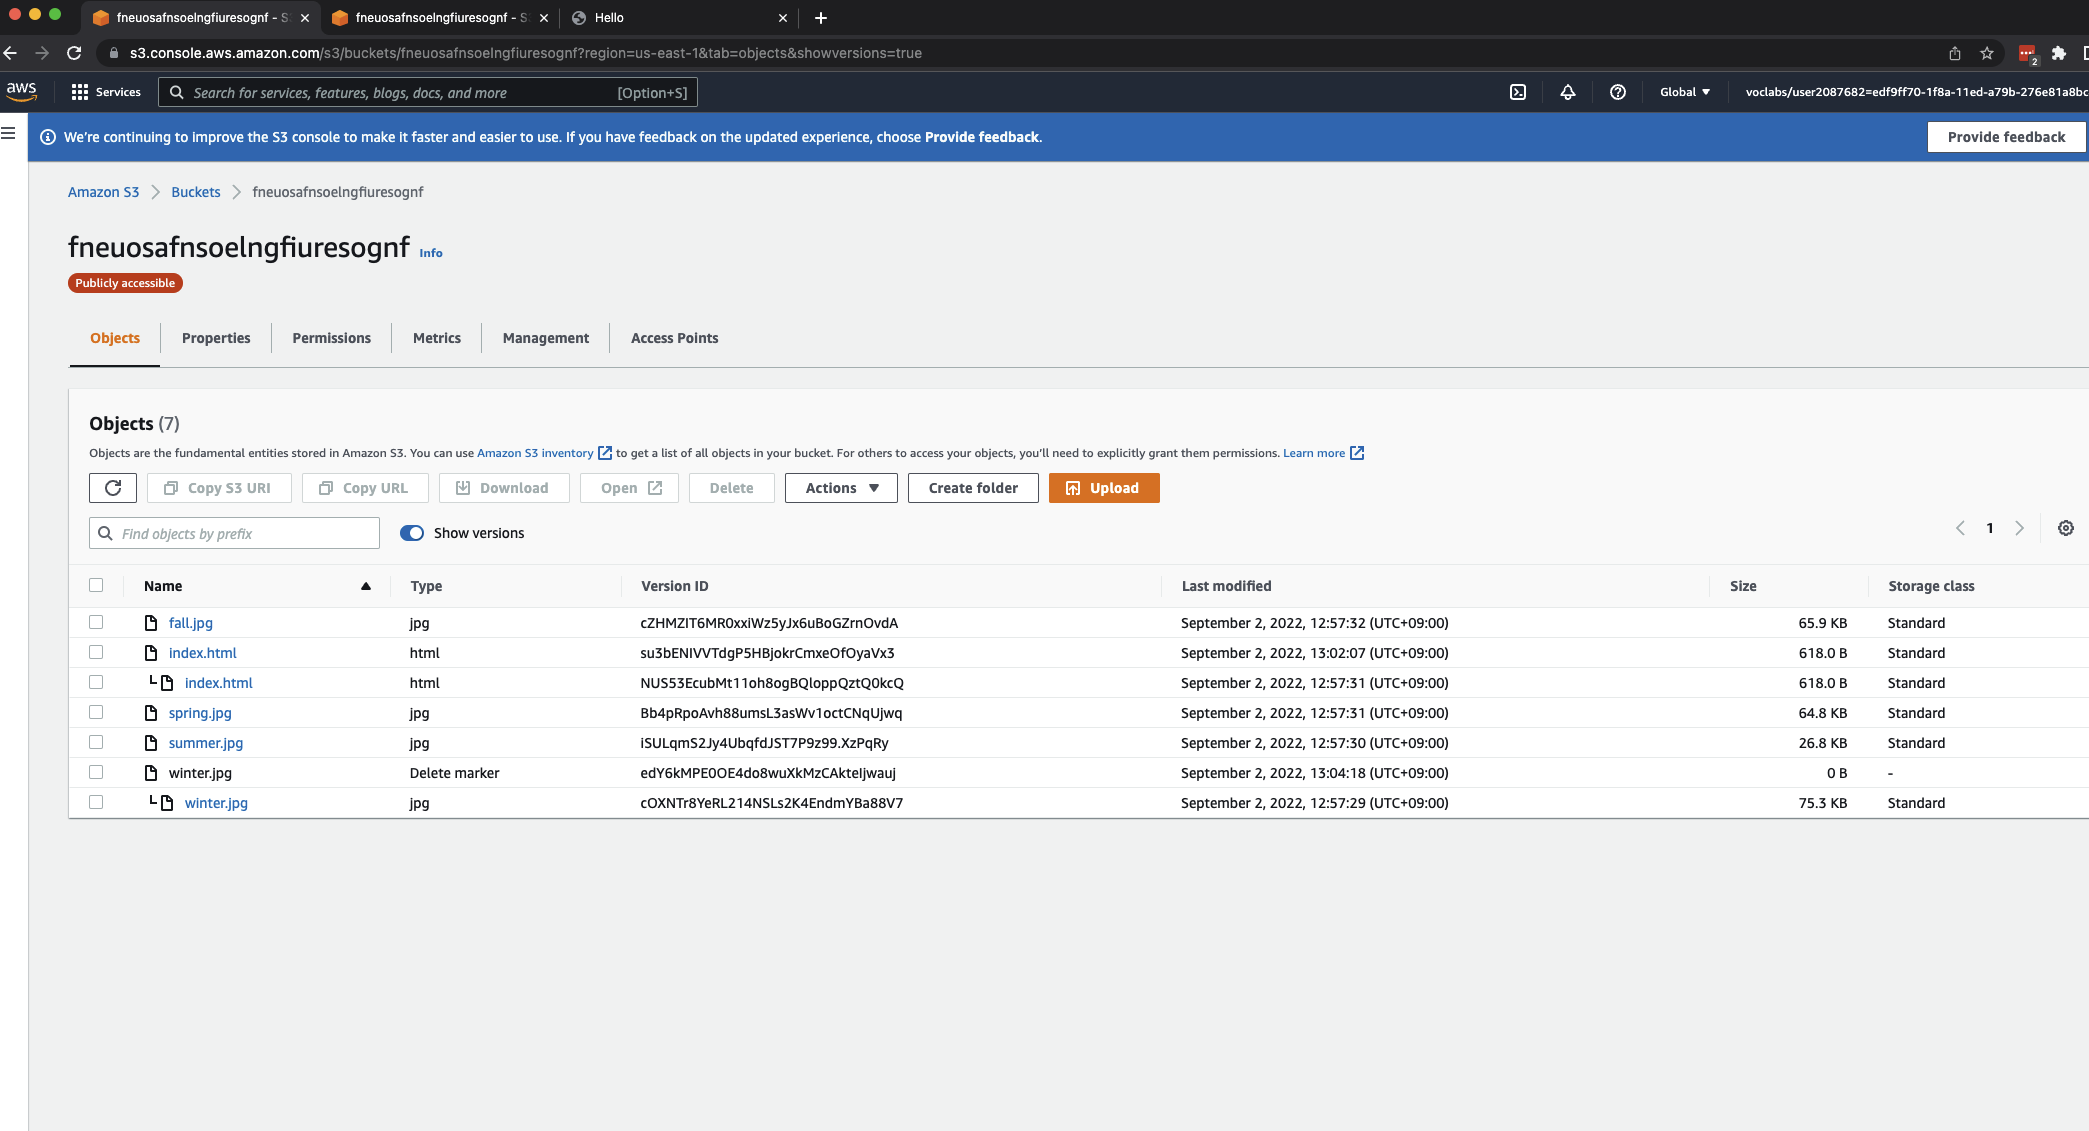 fneuosafnsoelngfiuresognf - S
fneuosafnsoelngfiuresognf - S
Hello
s3.console.aws.amazon.com/s3/buckets/fneuosafnsoelngfiuresognf?region=us-east-1&tab=objects&showversions=true
2
aws
Services
Search for services, features, blogs, docs, and more
[Option+S]
Global
voclabs/user2087682=edf9ff70-1f8a-11ed-a79b-276e81a8bc
We're continuing to improve the S3 console to make it faster and easier to use. If you have feedback on the updated experience, choose Provide feedback.
Provide feedback
Amazon S3 Buckets fneuosafnsoelngfiuresognf
fneuosafnsoelngfiuresognf Info
Publicly accessible
Objects Properties Permissions Metrics Management Access Points
Objects (7)
Objects are the fundamental entities stored in Amazon S3. You can use Amazon S3 inventory to get a list of all objects in your bucket. For others to access your objects, you'll need to explicitly grant them permissions. Learn more
Copy S3 URI Copy URL Download Open Delete Actions Create folder Upload
Find objects by prefix Show versions 1
Name Type Version ID Last modified Size Storage class
fall.jpg jpg cZHMZIT6MR0xxiWz5yJx6uBoGZrnOvdA September 2, 2022, 12:57:32 (UTC+09:00) 65.9 KB Standard
index.html html su3bENIVVTdgP5HBjokrCmxeOfOyaVx3 September 2, 2022, 13:02:07 (UTC+09:00) 618.0 B Standard
index.html html NUS53EcubMt11oh8ogBQloppQztQ0kcQ September 2, 2022, 12:57:31 (UTC+09:00) 618.0 B Standard
spring.jpg jpg Bb4pRpoAvh88umsL3asWv1octCNqUjwq September 2, 2022, 12:57:31 (UTC+09:00) 64.8 KB Standard
summer.jpg jpg iSULqmS2Jy4UbqfdJST7P9z99.XzPqRy September 2, 2022, 12:57:30 (UTC+09:00) 26.8 KB Standard
winter.jpg Delete marker edY6kMPE0OE4do8wuXkMzCAkteIjwauj September 2, 2022, 13:04:18 (UTC+09:00) 0 B -
winter.jpg jpg cOXNTr8YeRL214NSLs2K4EndmYBa88V7 September 2, 2022, 12:57:29 (UTC+09:00) 75.3 KB Standard